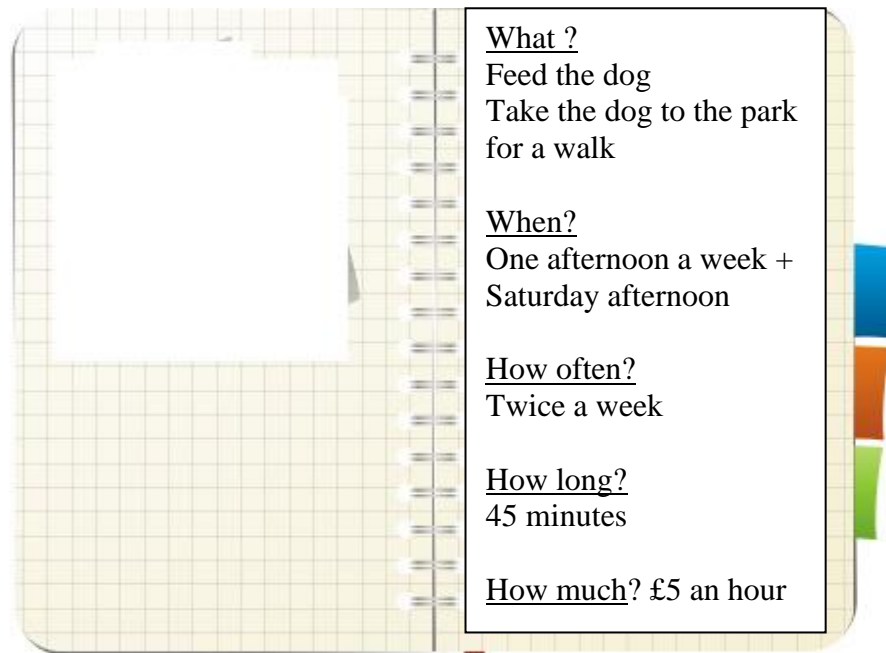 What ?
Feed the dog
Take the dog to the park
for a walk
When?
One afternoon a week +
Saturday afternoon
How often?
Twice a week
How long?
45 minutes
How much? £5 an hour